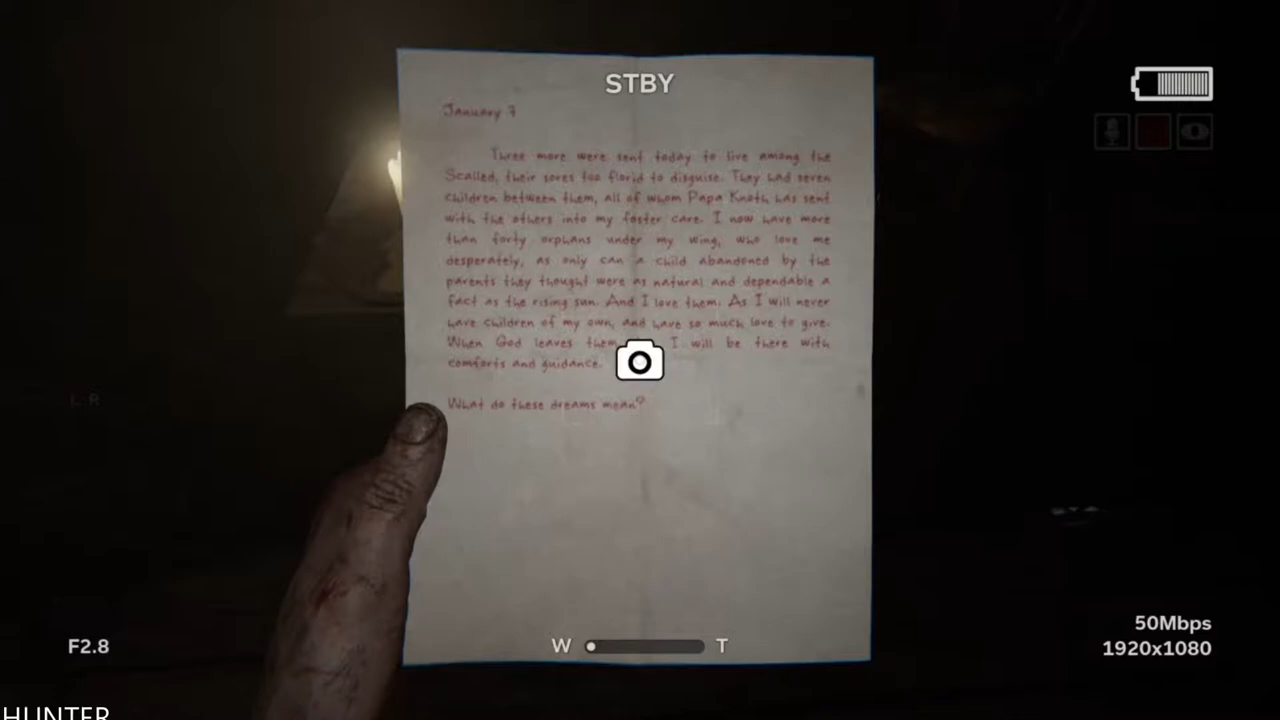 STBY
January 7
Three more were sent today to live among the
Scalled, their sores too florid to disguise. They had seven
children between them, all of whom Papa Knoth has sent
with the others into my foster care. I now have more
than forty orphans under my wing, who love me
desperately, as only can a child abandoned by the
parents they thought were as natural and dependable a
fact as the rising sun. And I love them. As I will never
have children of my own, and have so much love to give.
When God leaves them I will be there with
comforts and guidance.
What do these dreams mean?
L R
F2.8
W T
50Mbps
1920x1080
HUNTER